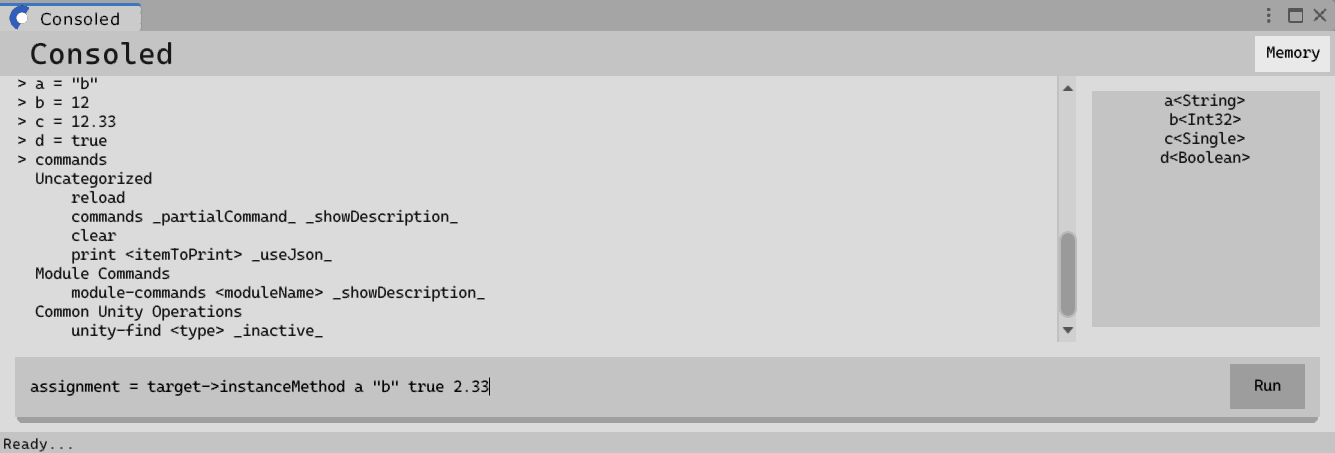 Consoled
Consoled
Memory
> a = "b"
> b = 12
> c = 12.33
> d = true
> commands
Uncategorized
reload
commands _partialCommand_ _showDescription_
clear
print <itemToPrint> _useJson_
Module Commands
module-commands <moduleName> _showDescription_
Common Unity Operations
unity-find <type> _inactive_
a<String>
b<Int32>
c<Single>
d<Boolean>
assignment = target->instanceMethod a "b" true 2.33
Run
Ready...